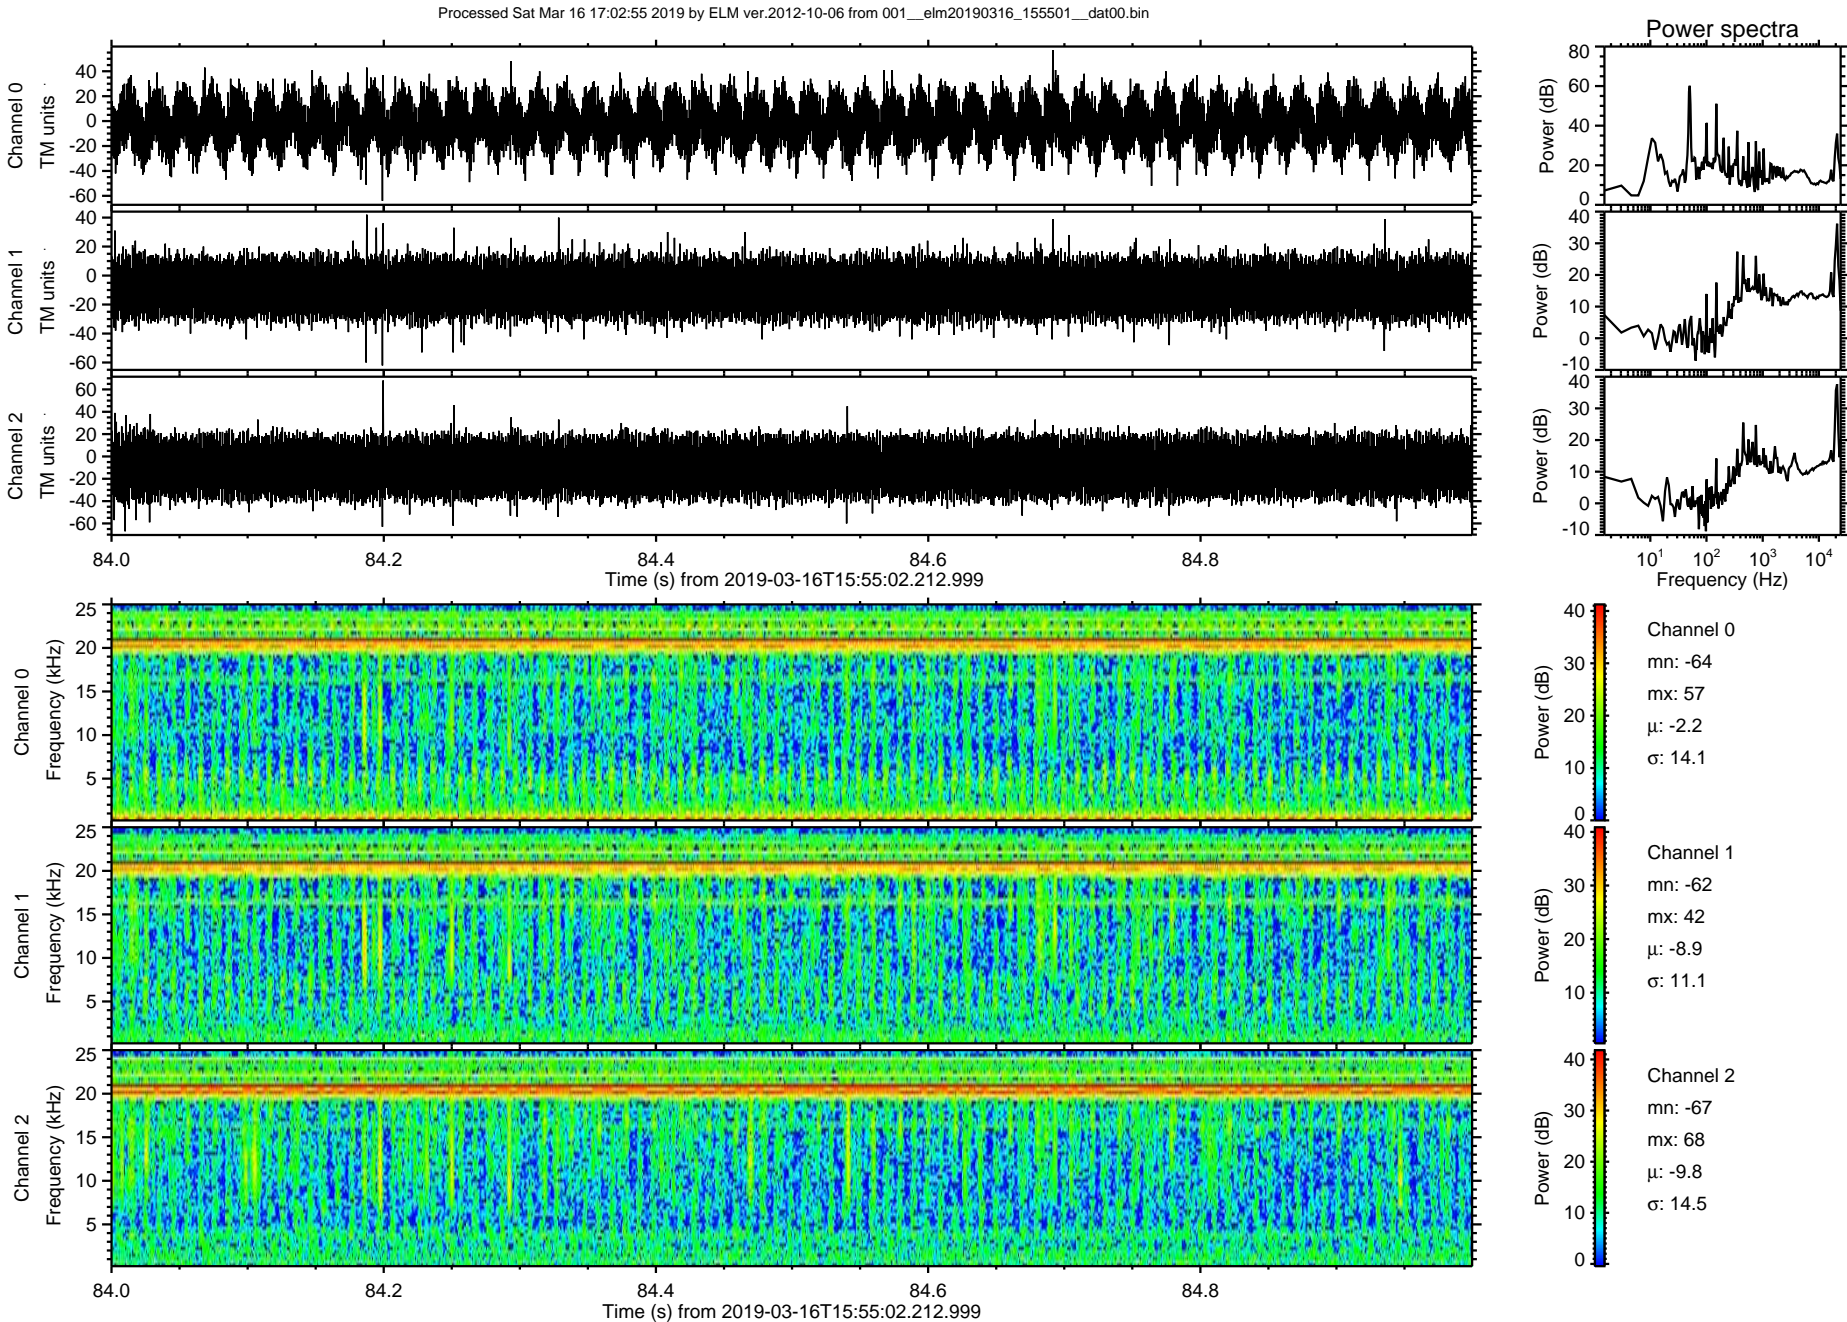 Processed Sat Mar 16 17:02:55 2019 by ELM ver.2012-10-06 from 001__elm20190316_155501__dat00.bin
Power spectra
Channel 0
TM units
40
20
0
-20
-40
-60
Power (dB)
80
60
40
20
0
Channel 1
TM units
40
20
0
-20
-40
-60
Power (dB)
40
30
20
10
0
-10
Channel 2
TM units
60
40
20
0
-20
-40
-60
Power (dB)
40
30
20
10
0
-10
84.0 84.2 84.4 84.6 84.8
Time (s) from 2019-03-16T15:55:02.212.999
10^1 10^2 10^3 10^4
Frequency (Hz)
Channel 0
Frequency (kHz)
25
20
15
10
5
Power (dB)
40
30
20
10
0
Channel 0
mn: -64
mx: 57
µ: -2.2
σ: 14.1
Channel 1
Frequency (kHz)
25
20
15
10
5
Power (dB)
40
30
20
10
Channel 1
mn: -62
mx: 42
µ: -8.9
σ: 11.1
Channel 2
Frequency (kHz)
25
20
15
10
5
Power (dB)
40
30
20
10
0
Channel 2
mn: -67
mx: 68
µ: -9.8
σ: 14.5
84.0 84.2 84.4 84.6 84.8
Time (s) from 2019-03-16T15:55:02.212.999